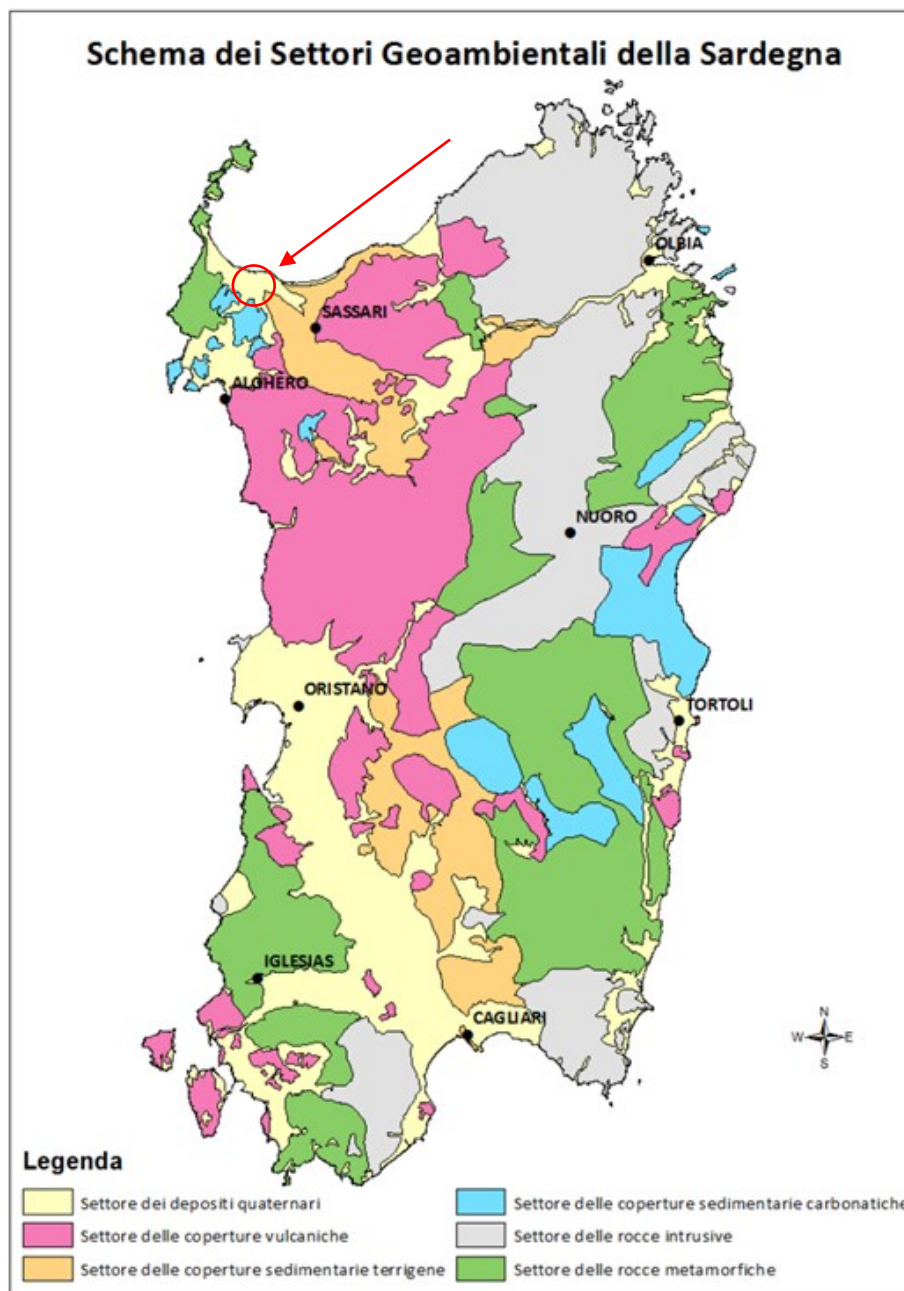 Schema dei Settori Geoambientali della Sardegna
OLBIA
SASSARI
ALGHERO
NUORO
ORISTANO
TORTOLI
IGLESIAS
CAGLIARI
N
W E
S
Legenda
Settore dei depositi quaternari
Settore delle coperture vulcaniche
Settore delle coperture sedimentarie terrigene
Settore delle coperture sedimentarie carbonatiche
Settore delle rocce intrusive
Settore delle rocce metamorfiche